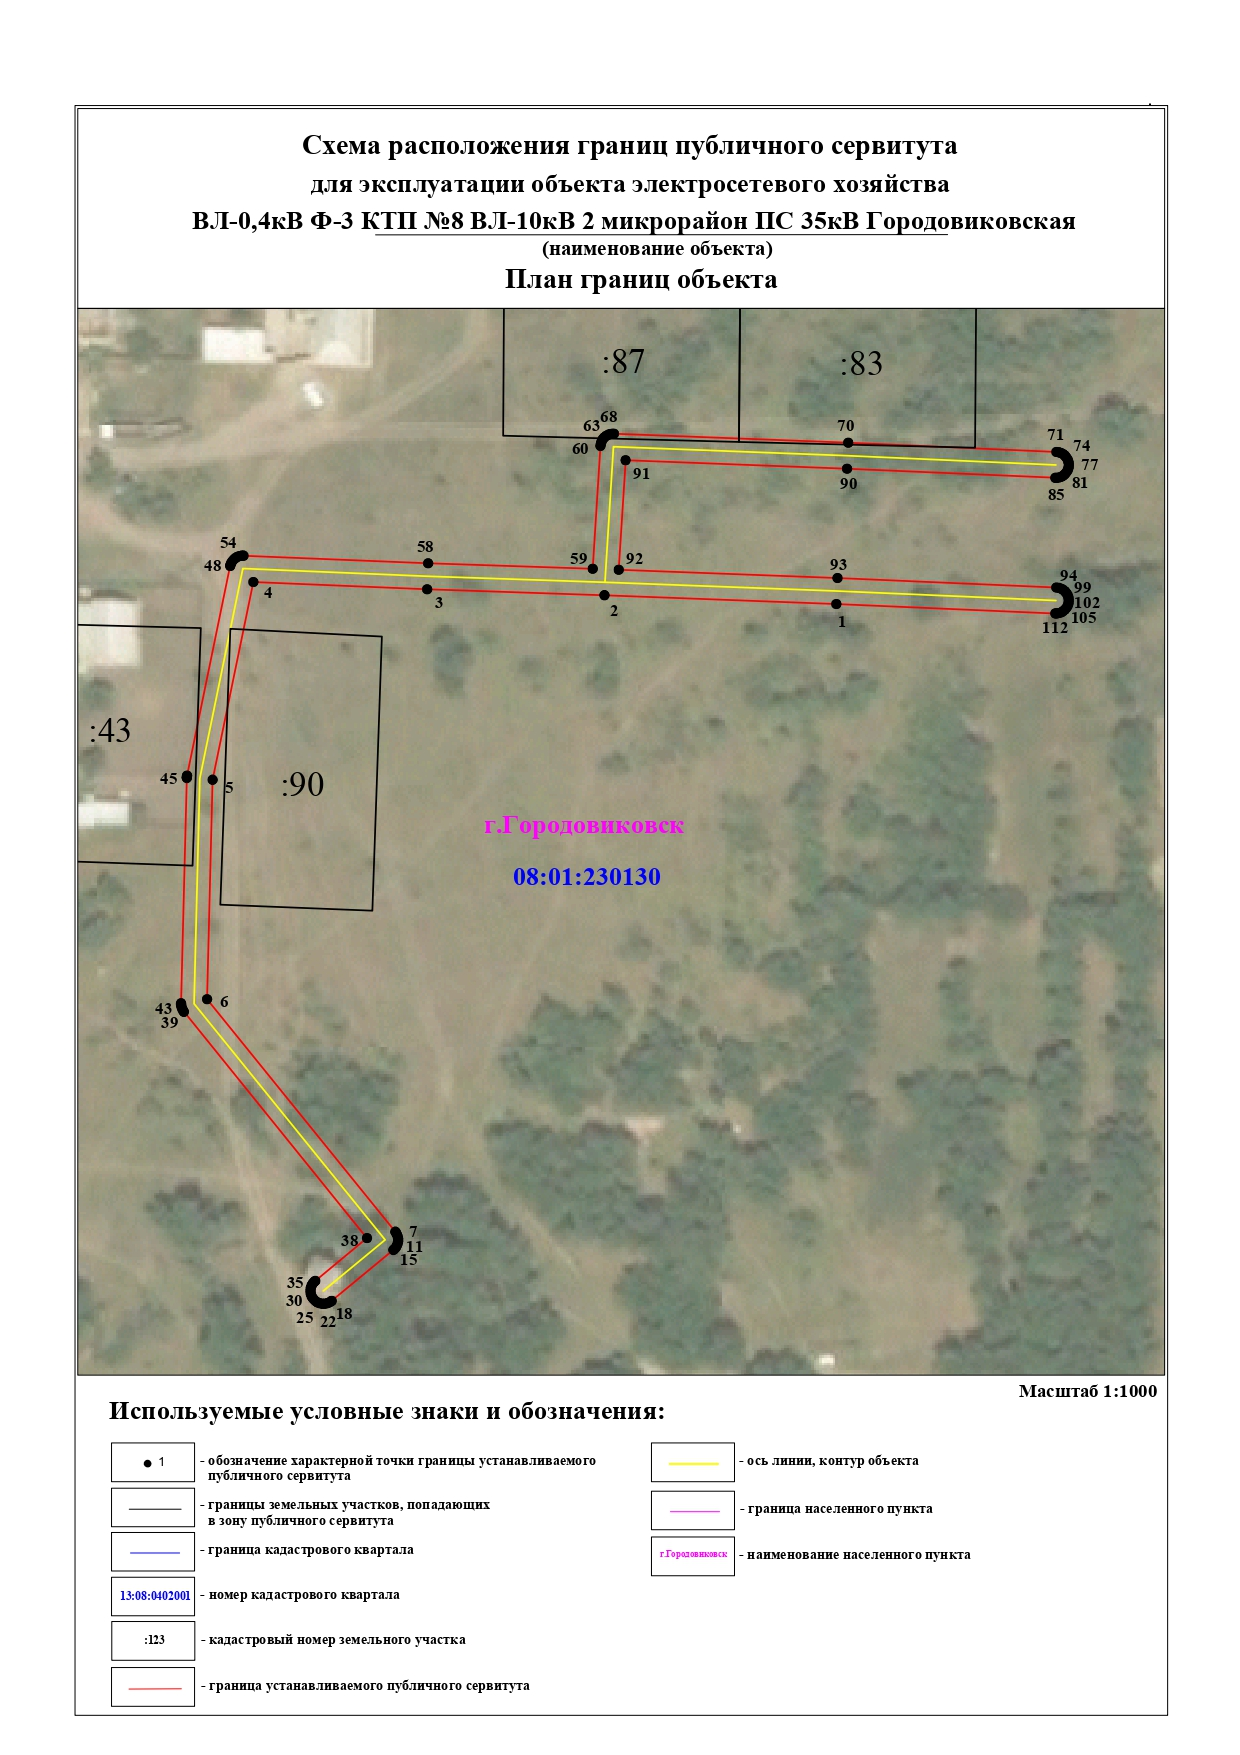 Схема расположения границ публичного сервитута
для эксплуатации объекта электросетевого хозяйства
ВЛ-0,4кВ Ф-3 КТП №8 ВЛ-10кВ 2 микрорайон ПС 35кВ Городовиковская
(наименование объекта)
План границ объекта
:87
:83
68
63
60
70
71
74
77
81
85
91
90
54
48
58
59
92
93
94
99
102
105
112
4
3
2
1
:43
:90
45
5
г.Городовиковск
08:01:230130
43
39
6
7
11
15
38
35
30
25
22
18
Масштаб 1:1000
Используемые условные знаки и обозначения:
1
- обозначение характерной точки границы устанавливаемого
публичного сервитута
- границы земельных участков, попадающих
в зону публичного сервитута
- граница кадастрового квартала
13:08:0402001
- номер кадастрового квартала
:123
- кадастровый номер земельного участка
- граница устанавливаемого публичного сервитута
- ось линии, контур объекта
- граница населенного пункта
г.Городовиковск
- наименование населенного пункта